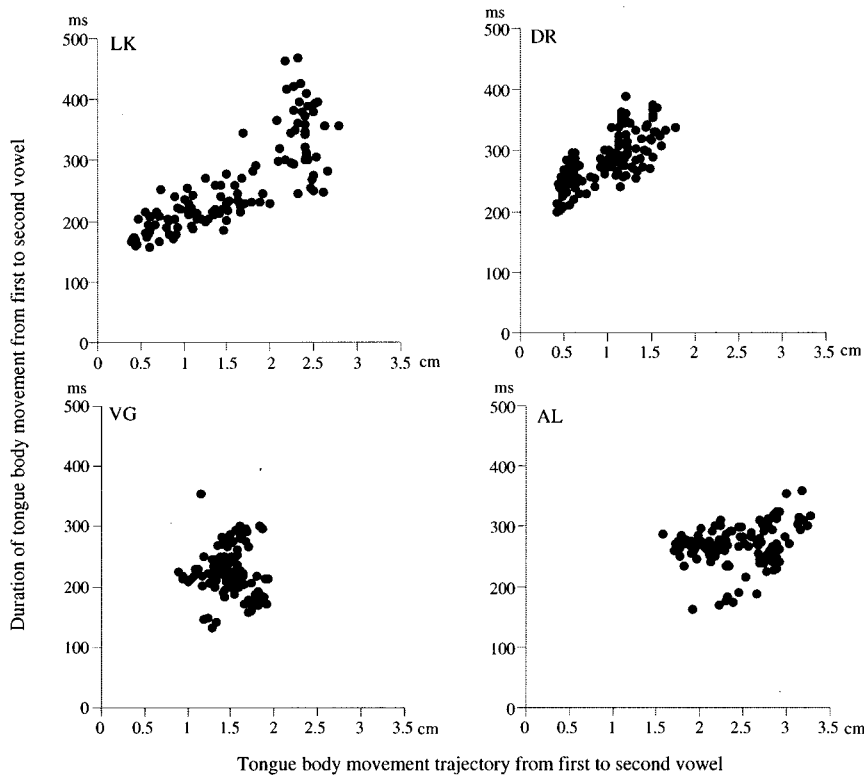 Duration of tongue body movement from first to second vowel
ms
500
LK
400
300
200
100
0
0 0.5 1 1.5 2 2.5 3 3.5 cm
ms
500
DR
400
300
200
100
0
0 0.5 1 1.5 2 2.5 3 3.5 cm
ms
500
VG
400
300
200
100
0
0 0.5 1 1.5 2 2.5 3 3.5 cm
ms
500
AL
400
300
200
100
0
0 0.5 1 1.5 2 2.5 3 3.5 cm
Tongue body movement trajectory from first to second vowel